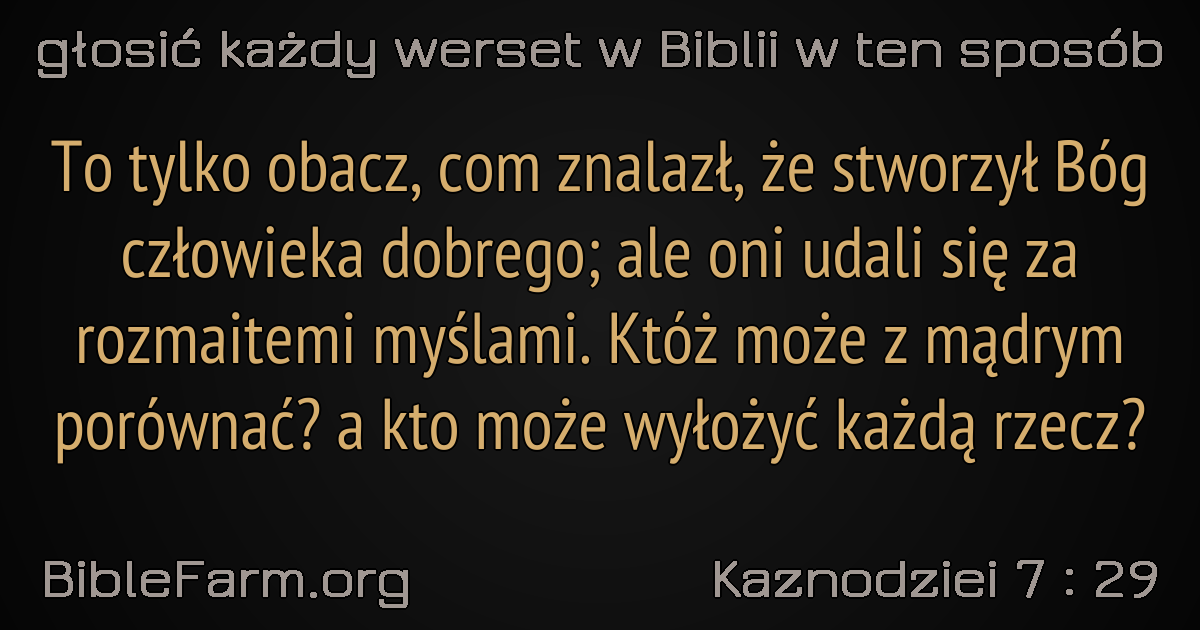 głosić każdy werset w Biblii w ten sposób
To tylko obacz, com znalazł, że stworzył Bóg
człowieka dobrego; ale oni udali się za
rozmaitemi myślami. Któż może z mądrym
porównać? a kto może wyłożyć każdą rzecz?
BibleFarm.org
Kaznodziei 7 : 29